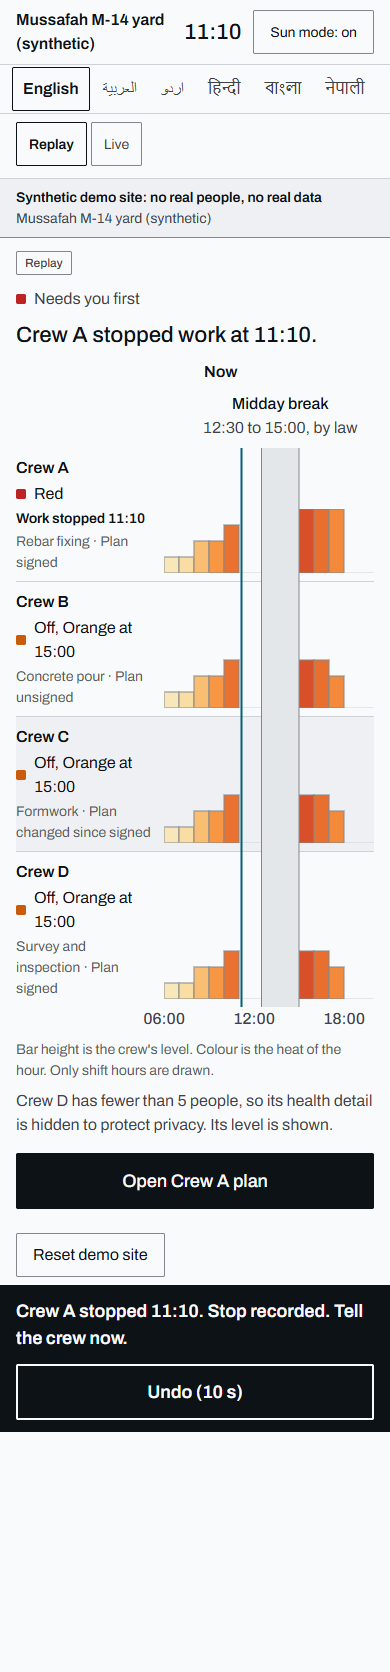 Mussafah M-14 yard
(synthetic)
11:10
Sun mode: on
English
العربية
اردو
हिन्दी
বাংলা
नेपाली
Replay
Live
Synthetic demo site: no real people, no real data
Mussafah M-14 yard (synthetic)
Replay
Needs you first
Crew A stopped work at 11:10.
Now
Midday break
12:30 to 15:00, by law
Crew A
Red
Work stopped 11:10
Rebar fixing · Plan
signed
Crew B
Off, Orange at
15:00
Concrete pour · Plan
unsigned
Crew C
Off, Orange at
15:00
Formwork · Plan
changed since signed
Crew D
Off, Orange at
15:00
Survey and
inspection · Plan
signed
06:00
12:00
18:00
Bar height is the crew's level. Colour is the heat of the
hour. Only shift hours are drawn.
Crew D has fewer than 5 people, so its health detail
is hidden to protect privacy. Its level is shown.
Open Crew A plan
Reset demo site
Crew A stopped 11:10. Stop recorded. Tell
the crew now.
Undo (10 s)